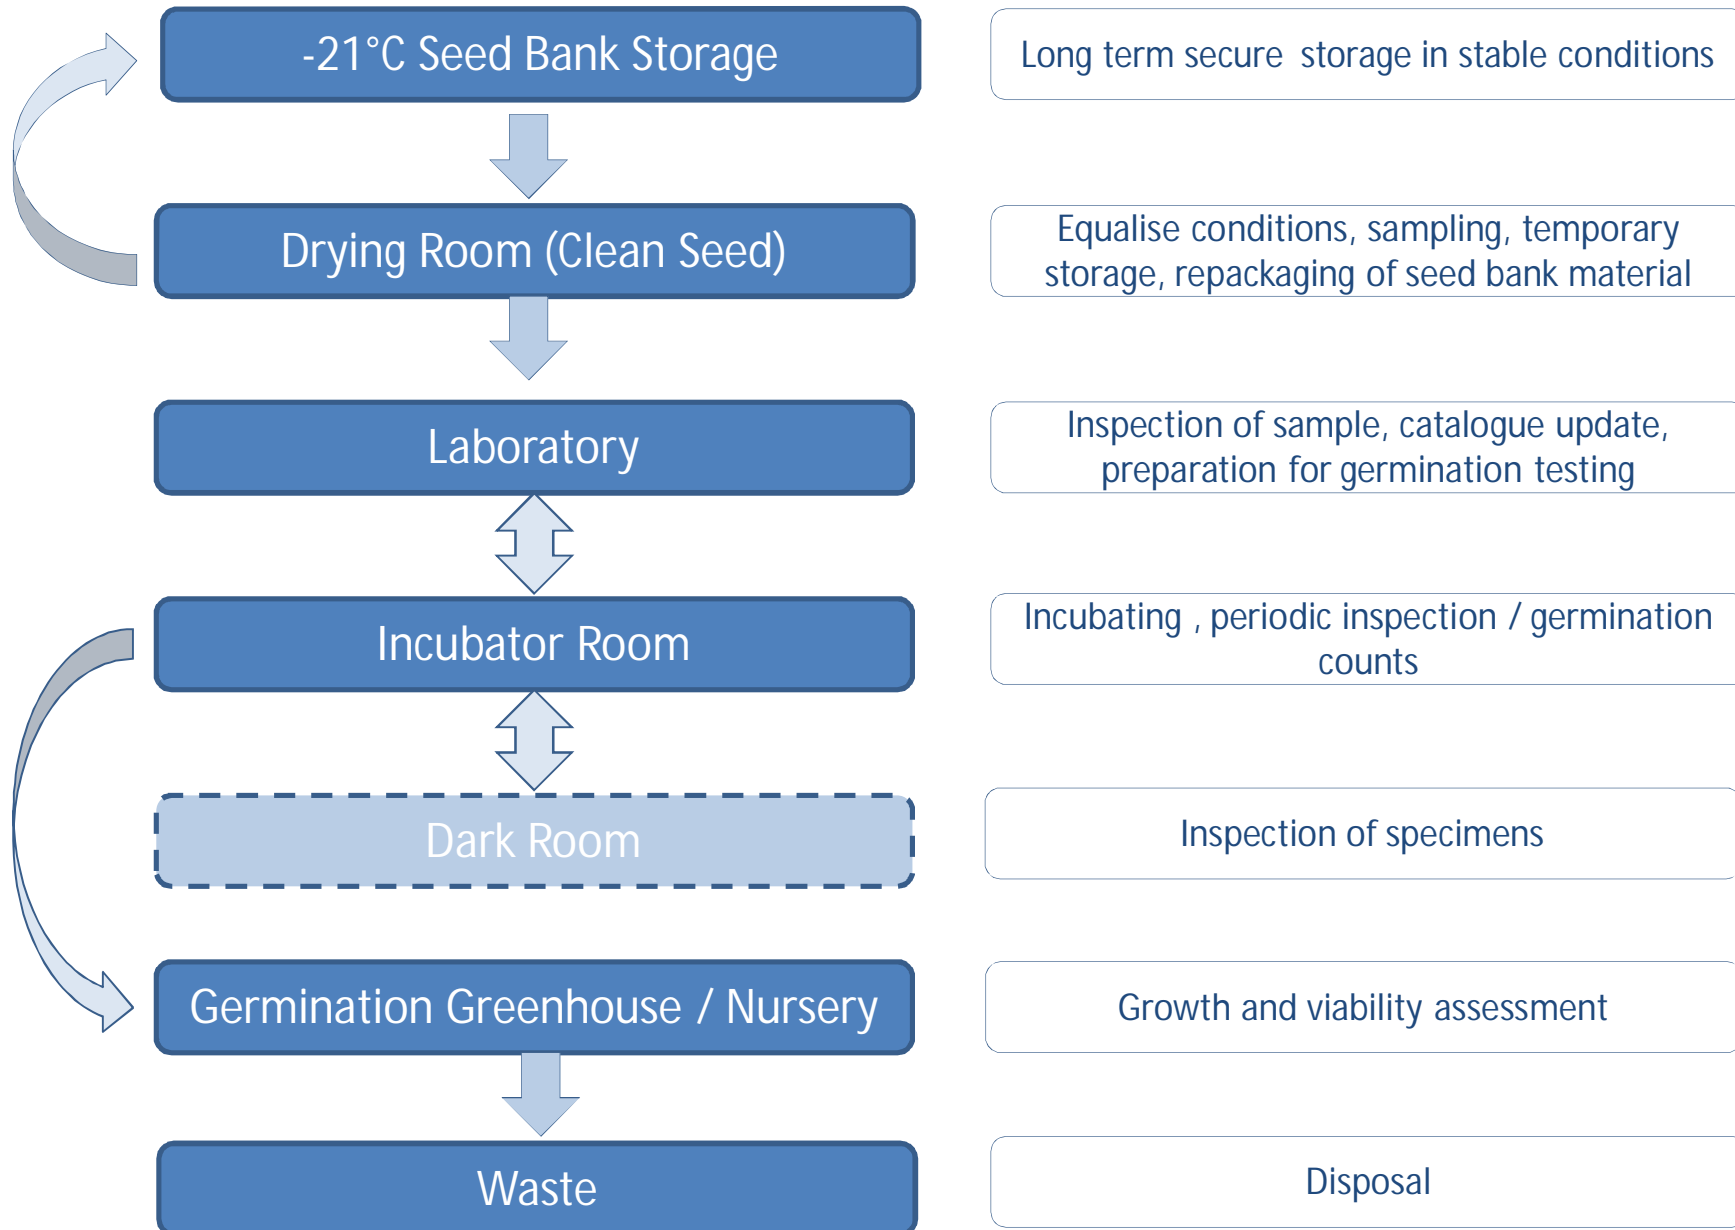 -21°C Seed Bank Storage
Long term secure storage in stable conditions
Drying Room (Clean Seed)
Equalise conditions, sampling, temporary
storage, repackaging of seed bank material
Laboratory
Inspection of sample, catalogue update,
preparation for germination testing
Incubator Room
Incubating , periodic inspection / germination
counts
Dark Room
Inspection of specimens
Germination Greenhouse / Nursery
Growth and viability assessment
Waste
Disposal